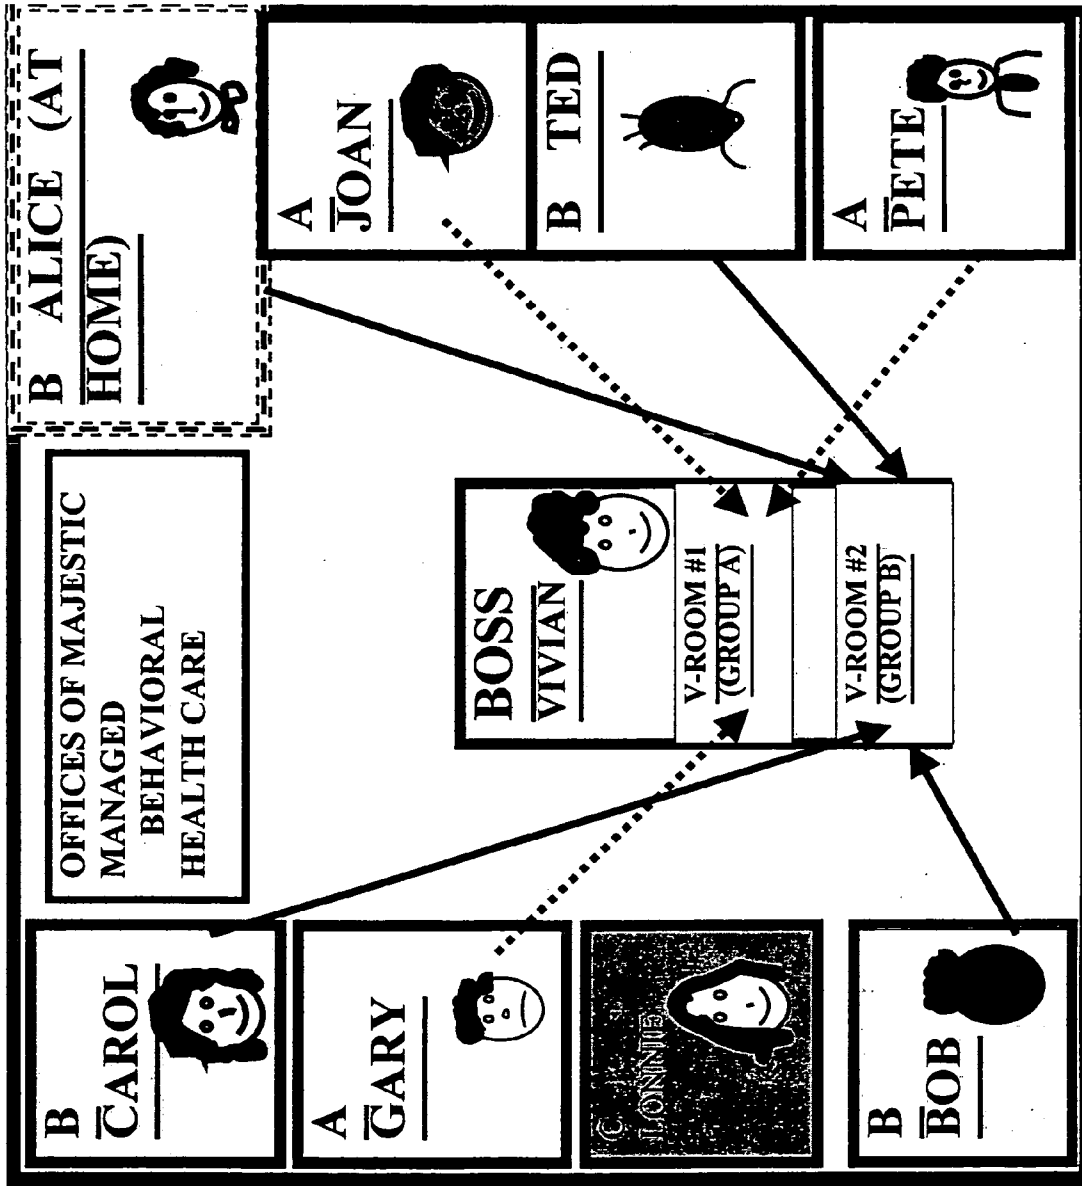 B
CAROL
OFFICES OF MAJESTIC
MANAGED
BEHAVIORAL
HEALTH CARE
B ALICE (AT
HOME)
A
GARY
A
JOAN
BOSS
VIVIAN
C
LONNIE
B TED
V-ROOM #1
(GROUP A)
V-ROOM #2
(GROUP B)
B
BOB
A
PETE